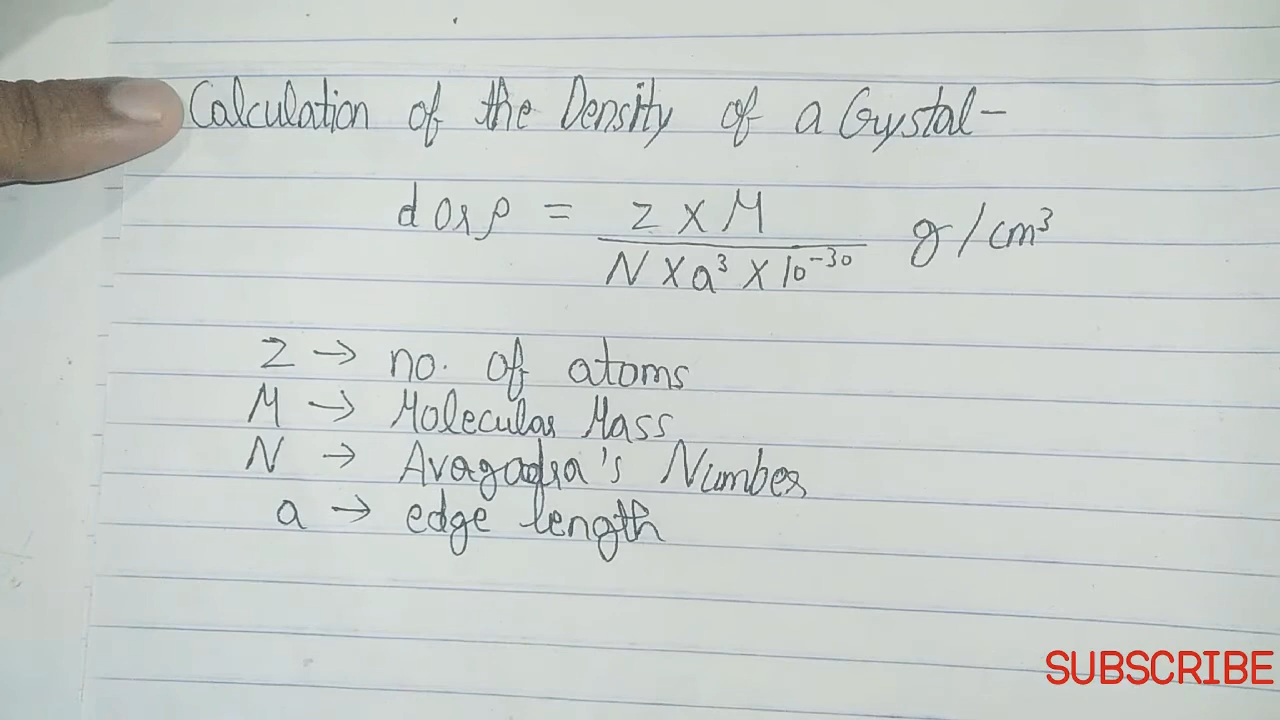 Calculation of the Density of a Crystal-
d or ρ = Z X M / N X a³ X 10⁻³⁰ g/cm³
Z → no. of atoms
M → Molecular Mass
N → Avagadra's Number
a → edge length
SUBSCRIBE